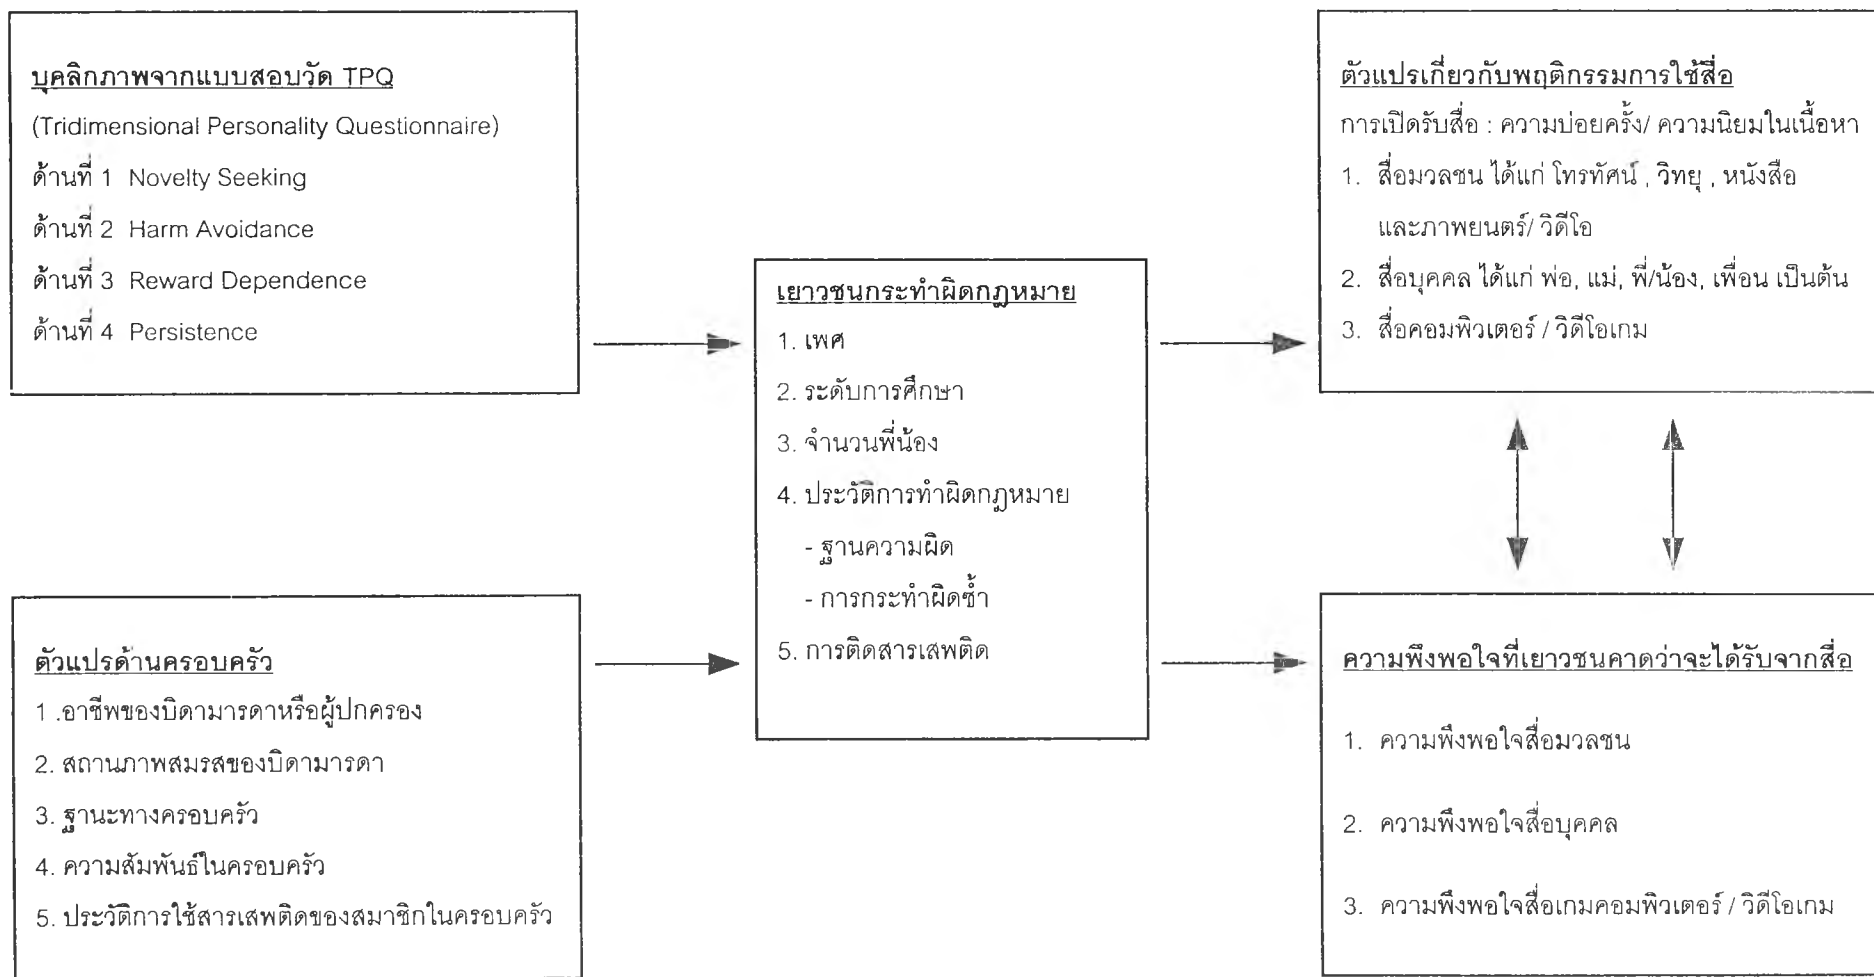 บุคลิกภาพจากแบบสอบวัด TPQ
(Tridimensional Personality Questionnaire)
ด้านที่ 1 Novelty Seeking
ด้านที่ 2 Harm Avoidance
ด้านที่ 3 Reward Dependence
ด้านที่ 4 Persistence
ตัวแปรด้านครอบครัว
1 .อาชีพของบิดามารดาหรือผู้ปกครอง
2. สถานภาพสมรสของบิดามารดา
3. ฐานะทางครอบครัว
4. ความสัมพันธ์ในครอบครัว
5. ประวัติการใช้สารเสพติดของสมาชิกในครอบครัว
เยาวชนกระทำผิดกฎหมาย
1. เพศ
2. ระดับการศึกษา
3. จำนวนพี่น้อง
4. ประวัติการทำผิดกฎหมาย
- ฐานความผิด
- การกระทำผิดซ้ำ
5. การติดสารเสพติด
ตัวแปรเกี่ยวกับพฤติกรรมการใช้สื่อ
การเปิดรับสื่อ : ความบ่อยครั้ง/ ความนิยมในเนื้อหา
1. สื่อมวลชน ได้แก่ โทรทัศน์ , วิทยุ , หนังสือ
และภาพยนตร์/ วิดีโอ
2. สื่อบุคคล ได้แก่ พ่อ, แม่, พี่/น้อง, เพื่อน เป็นต้น
3. สื่อคอมพิวเตอร์ / วิดีโอเกม
ความพึงพอใจที่เยาวชนคาดว่าจะได้รับจากสื่อ
1. ความพึงพอใจสื่อมวลชน
2. ความพึงพอใจสื่อบุคคล
3. ความพึงพอใจสื่อเกมคอมพิวเตอร์ / วิดีโอเกม